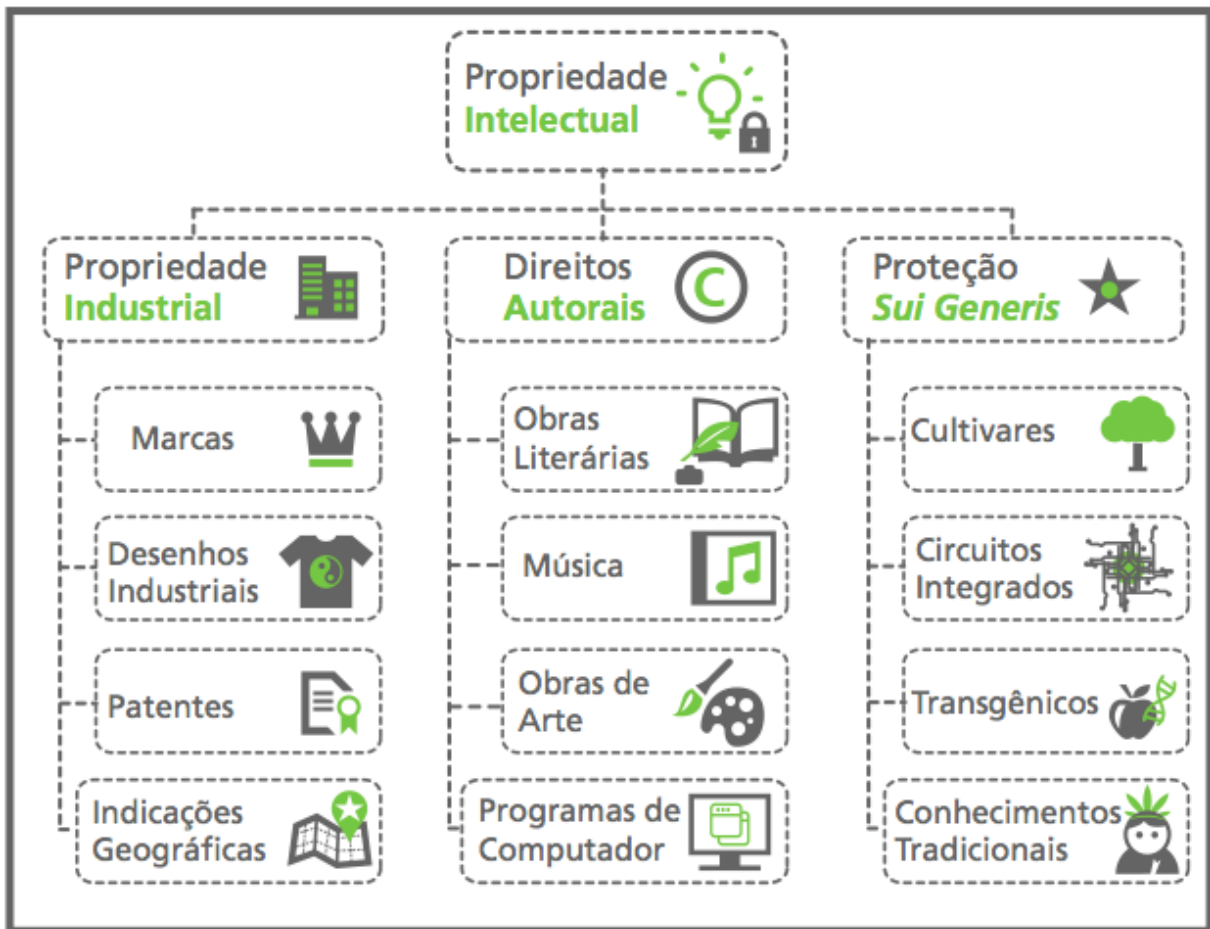 Propriedade
Intelectual
Propriedade
Industrial
Direitos
Autorais
C
Proteção
Sui Generis
Marcas
Desenhos
Industriais
Patentes
Indicações
Geográficas
Obras
Literárias
Música
Obras de
Arte
Programas de
Computador
Cultivares
Circuitos
Integrados
Transgênicos
Conhecimentos
Tradicionais